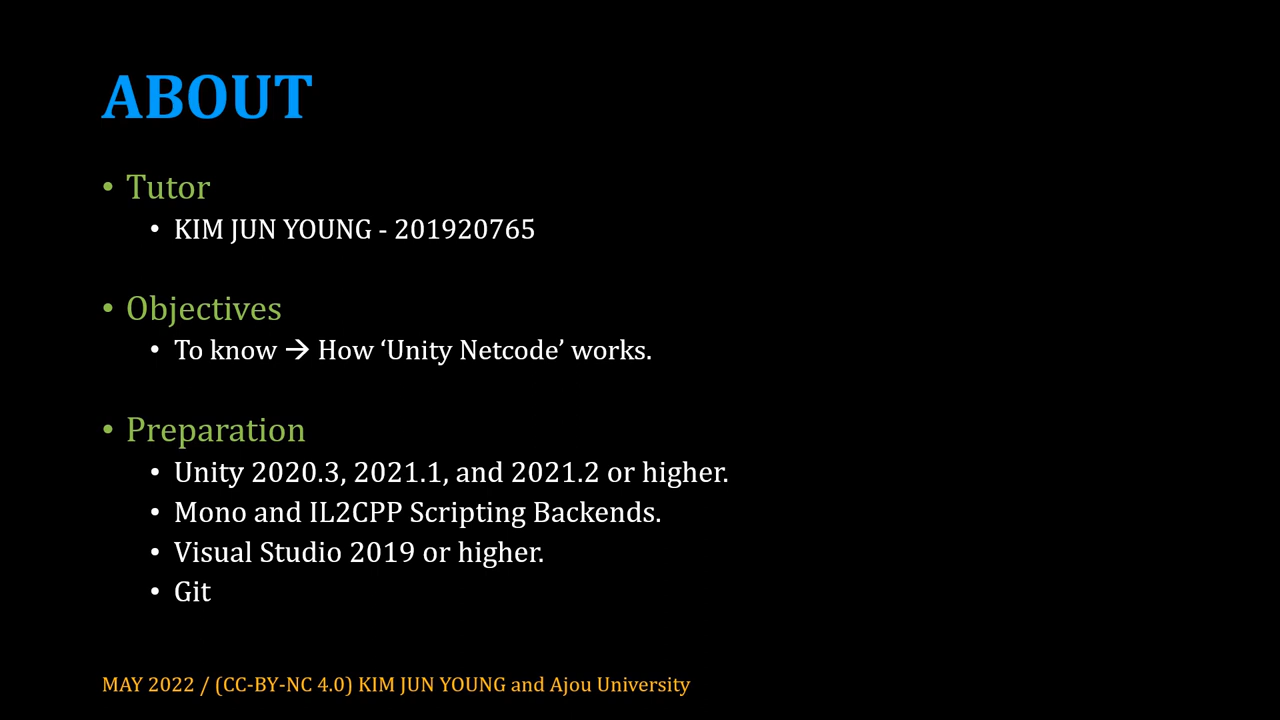 ABOUT
• Tutor
• KIM JUN YOUNG - 201920765
• Objectives
• To know → How ‘Unity Netcode’ works.
• Preparation
• Unity 2020.3, 2021.1, and 2021.2 or higher.
• Mono and IL2CPP Scripting Backends.
• Visual Studio 2019 or higher.
• Git
MAY 2022 / (CC-BY-NC 4.0) KIM JUN YOUNG and Ajou University